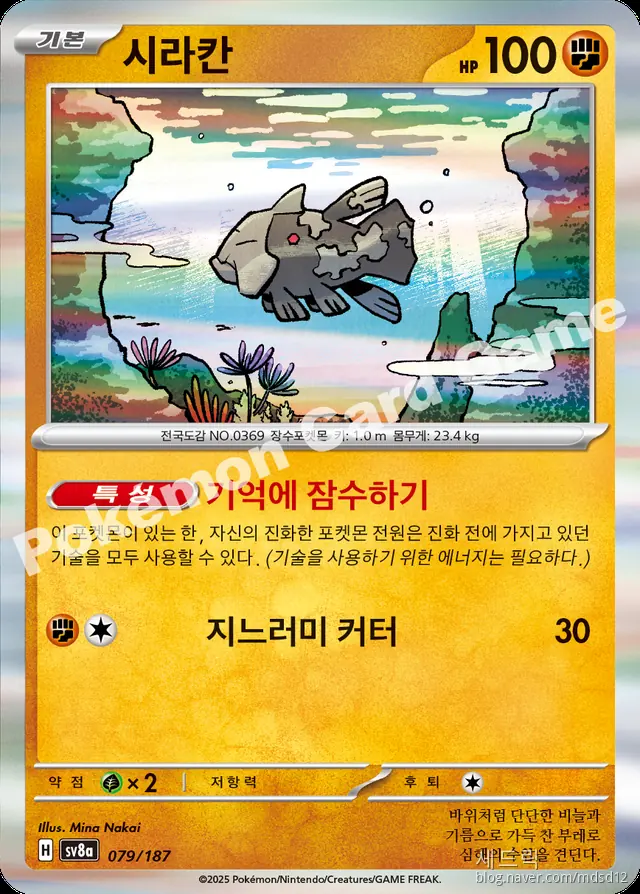 기본 시라칸 HP 100
전국도감 NO.0369 장수포켓몬 키: 1.0 m 몸무게: 23.4 kg
Pokémon Card Game
특성 기억에 잠수하기
이 포켓몬이 있는 한, 자신의 진화한 포켓몬 전원은 진화 전에 가지고 있던
기술을 모두 사용할 수 있다. (기술을 사용하기 위한 에너지는 필요하다.)
지느러미 커터 30
약점 ×2 저항력 후퇴
Illus. Mina Nakai
H sv8a 079/187
바위처럼 단단한 비늘과
기름으로 가득 찬 부레로
심해의 수압을 견딘다.
세드릭
blog.naver.com/mdsd12
©2025 Pokémon/Nintendo/Creatures/GAME FREAK.